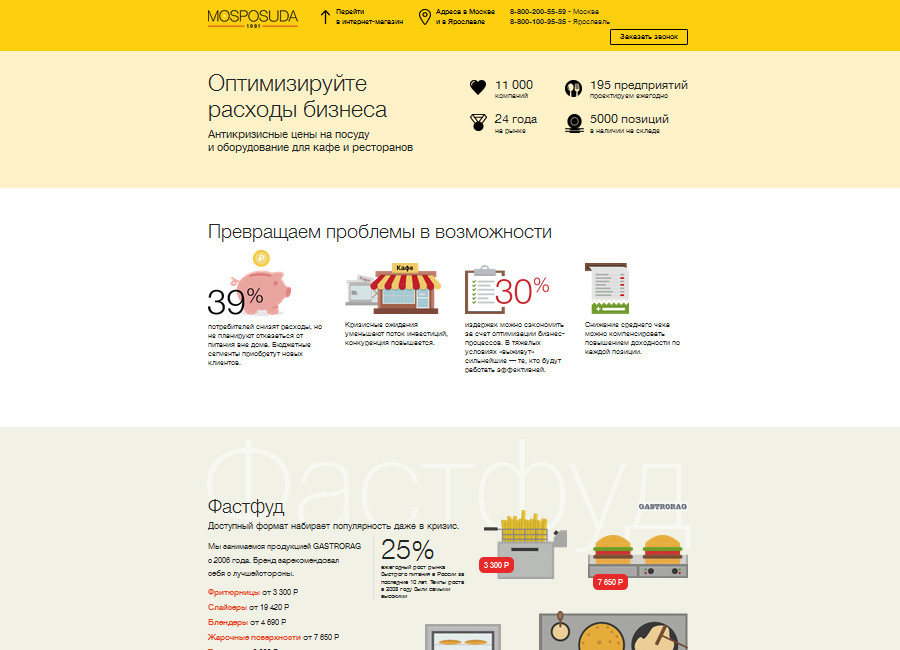 MOSPOSUDA
1991
Перейти
в интернет-магазин
Адреса в Москве
и в Ярославле
8-800-200-55-59 - Москва
8-800-100-95-35 - Ярославль
Заказать звонок
Оптимизируйте
расходы бизнеса
Антикризисные цены на посуду
и оборудование для кафе и ресторанов
11 000
компаний
195 предприятий
проектируем ежегодно
24 года
на рынке
5000 позиций
в наличии на складе
Превращаем проблемы в возможности
39%
потребителей снизят расходы, но
не планируют отказаться от
питания вне дома. Бюджетные
сегменты приобретут новых
клиентов.
Кафе
Кризисные ожидания
уменьшают поток инвестиций,
конкуренция повышается.
30%
издержек можно сэкономить
за счет оптимизации бизнес-
процессов. В тяжелых
условиях «выживут»
сильнейшие — те, кто будут
работать эффективней.
Снижение среднего чека
можно компенсировать
повышением доходности по
каждой позиции.
Фастфуд
Фастфуд
Доступный формат набирает популярность даже в кризис.
Мы занимаемся продукцией GASTRORAG
с 2006 года. Бренд зарекомендовал
себя с лучшейстороны.
Фритюрницы от 3 300 Р
Слайсеры от 19 420 Р
Блендеры от 4 690 Р
Жарочные поверхности от 7 650 Р
25%
ежегодный рост рынка
быстрого питания в России за
последние 10 лет. Темпы роста
в 2008 году были самыми
высокими
3 300 Р
GASTRORAG
7 650 Р